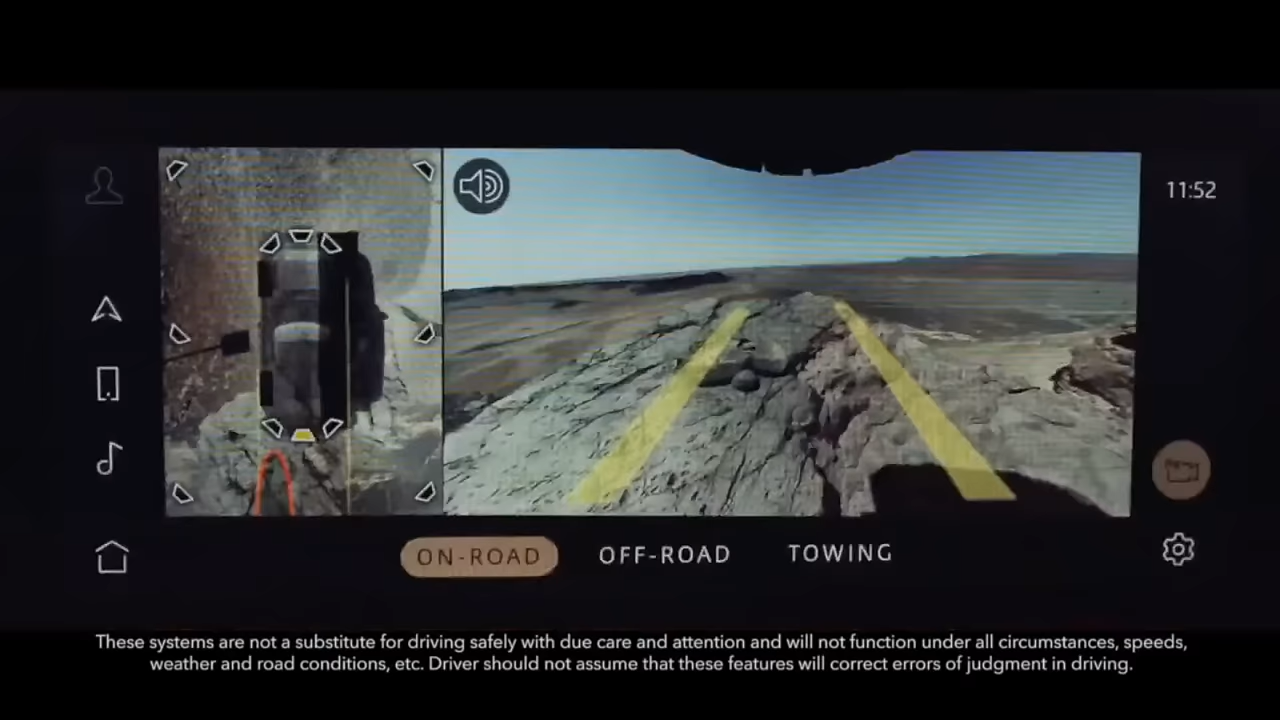 11:52
ON-ROAD
OFF-ROAD
TOWING
These systems are not a substitute for driving safely with due care and attention and will not function under all circumstances, speeds,
weather and road conditions, etc. Driver should not assume that these features will correct errors of judgment in driving.